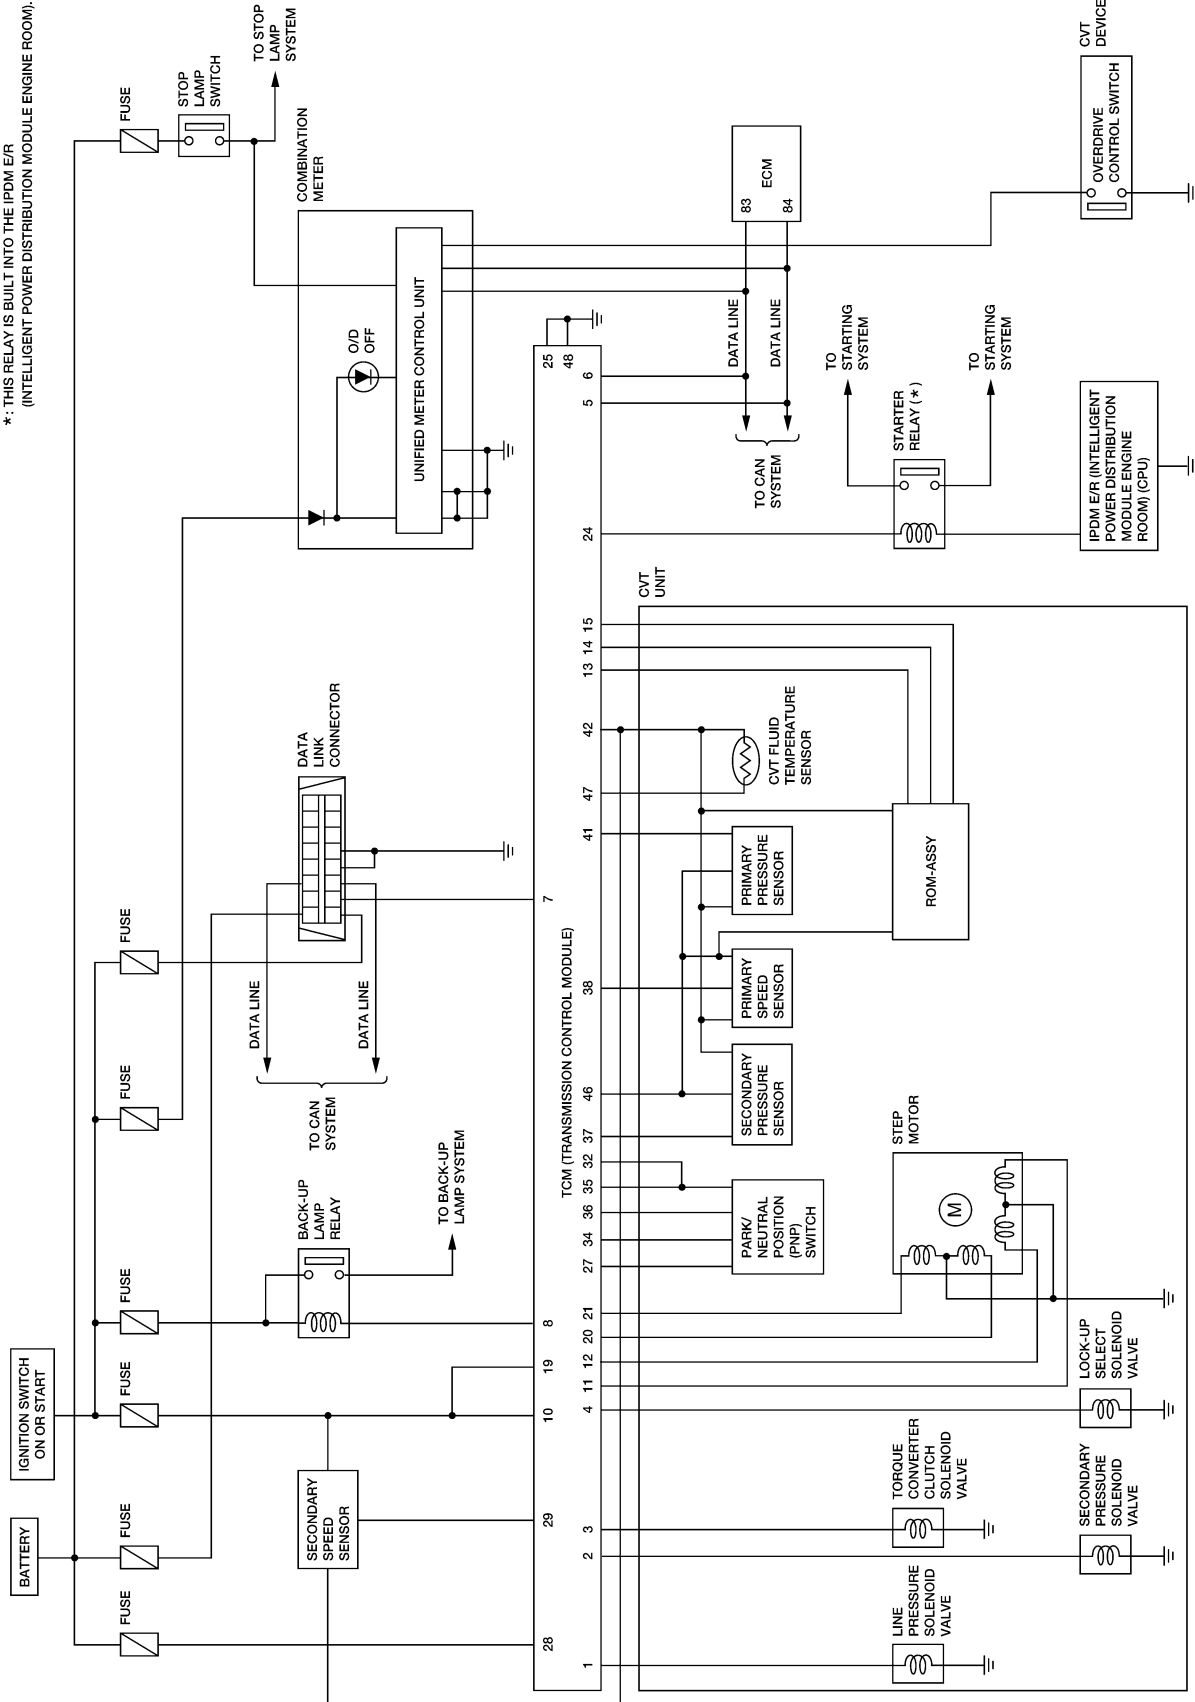 *: THIS RELAY IS BUILT INTO THE IPDM E/R
(INTELLIGENT POWER DISTRIBUTION MODULE ENGINE ROOM).
BATTERY
IGNITION SWITCH
ON OR START
FUSE
FUSE
FUSE
FUSE
FUSE
FUSE
FUSE
STOP
LAMP
SWITCH
TO STOP
LAMP
SYSTEM
SECONDARY
SPEED
SENSOR
BACK-UP
LAMP
RELAY
TO BACK-UP
LAMP SYSTEM
TO CAN
SYSTEM
DATA LINE
DATA LINE
DATA
LINK
CONNECTOR
COMBINATION
METER
O/D
OFF
UNIFIED METER CONTROL UNIT
28
29
10
19
8
7
25
48
TCM (TRANSMISSION CONTROL MODULE)
1
2
3
4
11
12
20
21
27
34
36
35
32
37
46
38
41
47
42
13
14
15
24
5
6
CVT
UNIT
PARK/
NEUTRAL
POSITION
(PNP)
SWITCH
SECONDARY
PRESSURE
SENSOR
PRIMARY
SPEED
SENSOR
PRIMARY
PRESSURE
SENSOR
CVT FLUID
TEMPERATURE
SENSOR
TO CAN
SYSTEM
DATA LINE
DATA LINE
83
84
ECM
LINE
PRESSURE
SOLENOID
VALVE
TORQUE
CONVERTER
CLUTCH
SOLENOID
VALVE
STEP
MOTOR
M
ROM-ASSY
STARTER
RELAY (*)
TO
STARTING
SYSTEM
TO
STARTING
SYSTEM
SECONDARY
PRESSURE
SOLENOID
VALVE
LOCK-UP
SELECT
SOLENOID
VALVE
IPDM E/R (INTELLIGENT
POWER DISTRIBUTION
MODULE ENGINE
ROOM) (CPU)
OVERDRIVE
CONTROL SWITCH
CVT
DEVICE